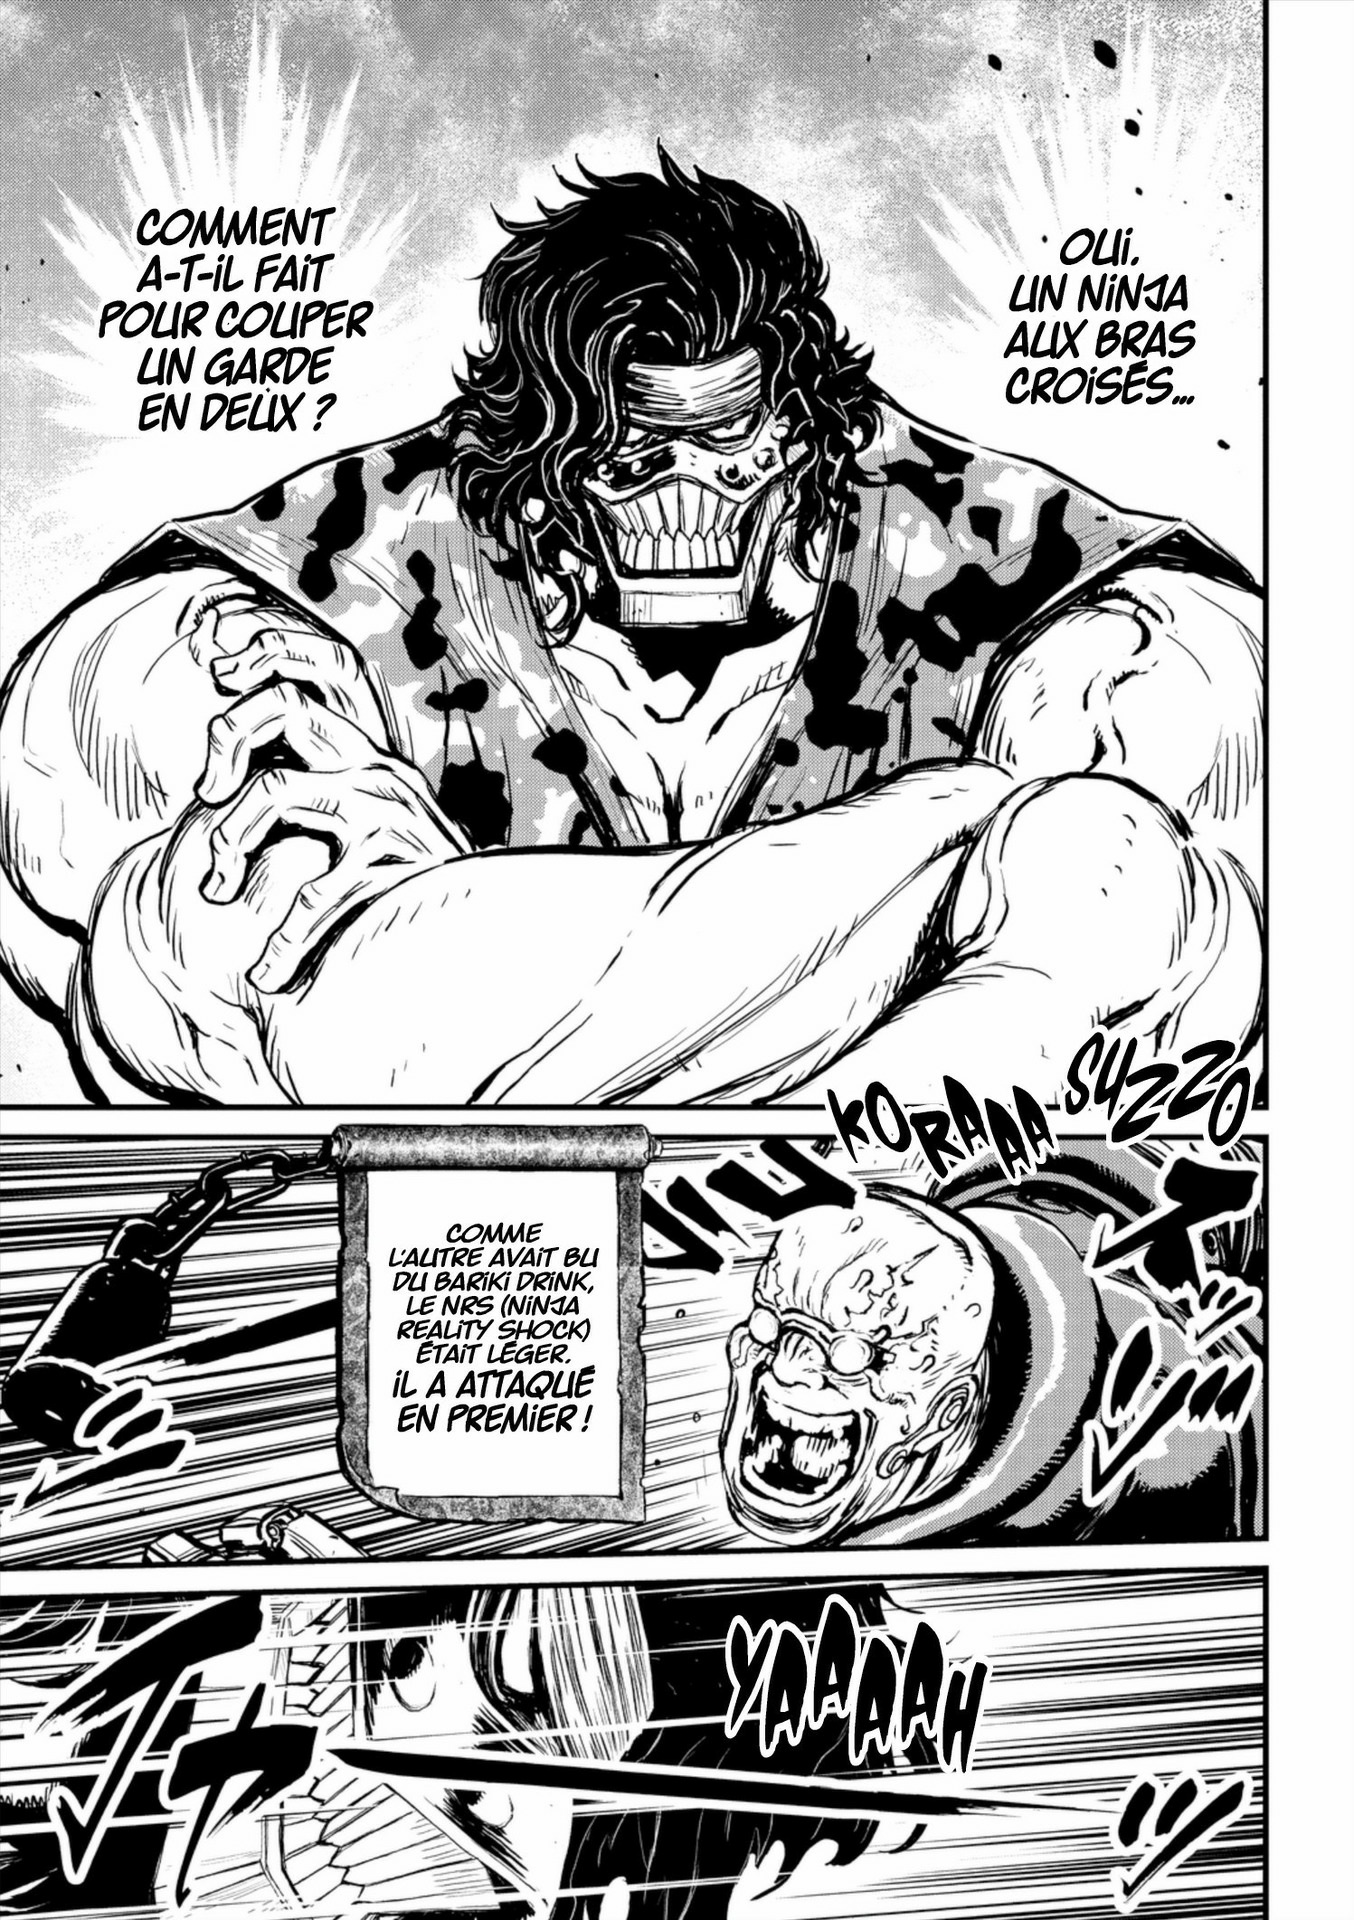 OUI.
UN NINJA
AUX BRAS
CROISÉS...
COMMENT
A-T-IL FAIT
POUR COUPER
UN GARDE
EN DEUX ?
SUZZO
KORAAA
COMME
L'AUTRE AVAIT BU
DU BARIKI DRINK,
LE NRS (NINJA
REALITY SHOCK)
ÉTAIT LÉGER.
IL A ATTAQUÉ
EN PREMIER !
YAAAAAH